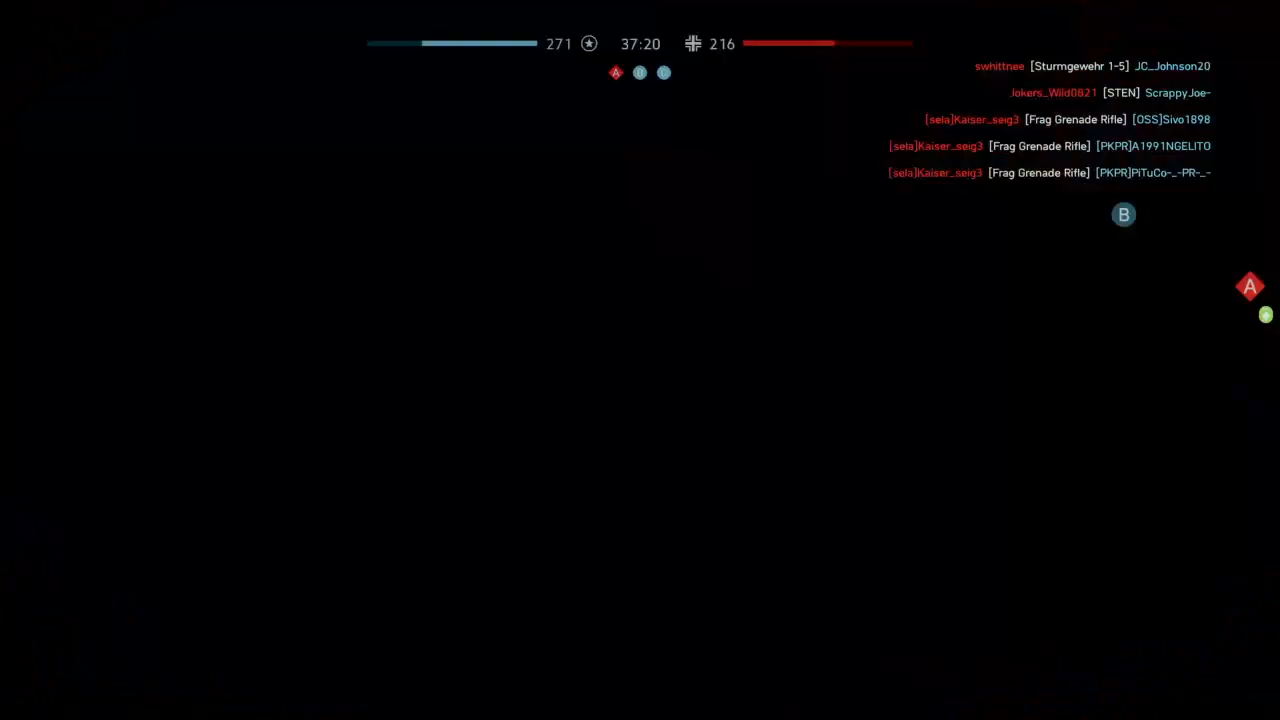 271 37:20 216
A B C
swhittnee [Sturmgewehr 1-5] JC_Johnson20
Jokers_Wild0821 [STEN] ScrappyJoe-
[sela]Kaiser_seig3 [Frag Grenade Rifle] [OSS]Sivo1898
[sela]Kaiser_seig3 [Frag Grenade Rifle] [PKPR]A1991NGELITO
[sela]Kaiser_seig3 [Frag Grenade Rifle] [PKPR]PiTuCo-_-PR-_-
B
A